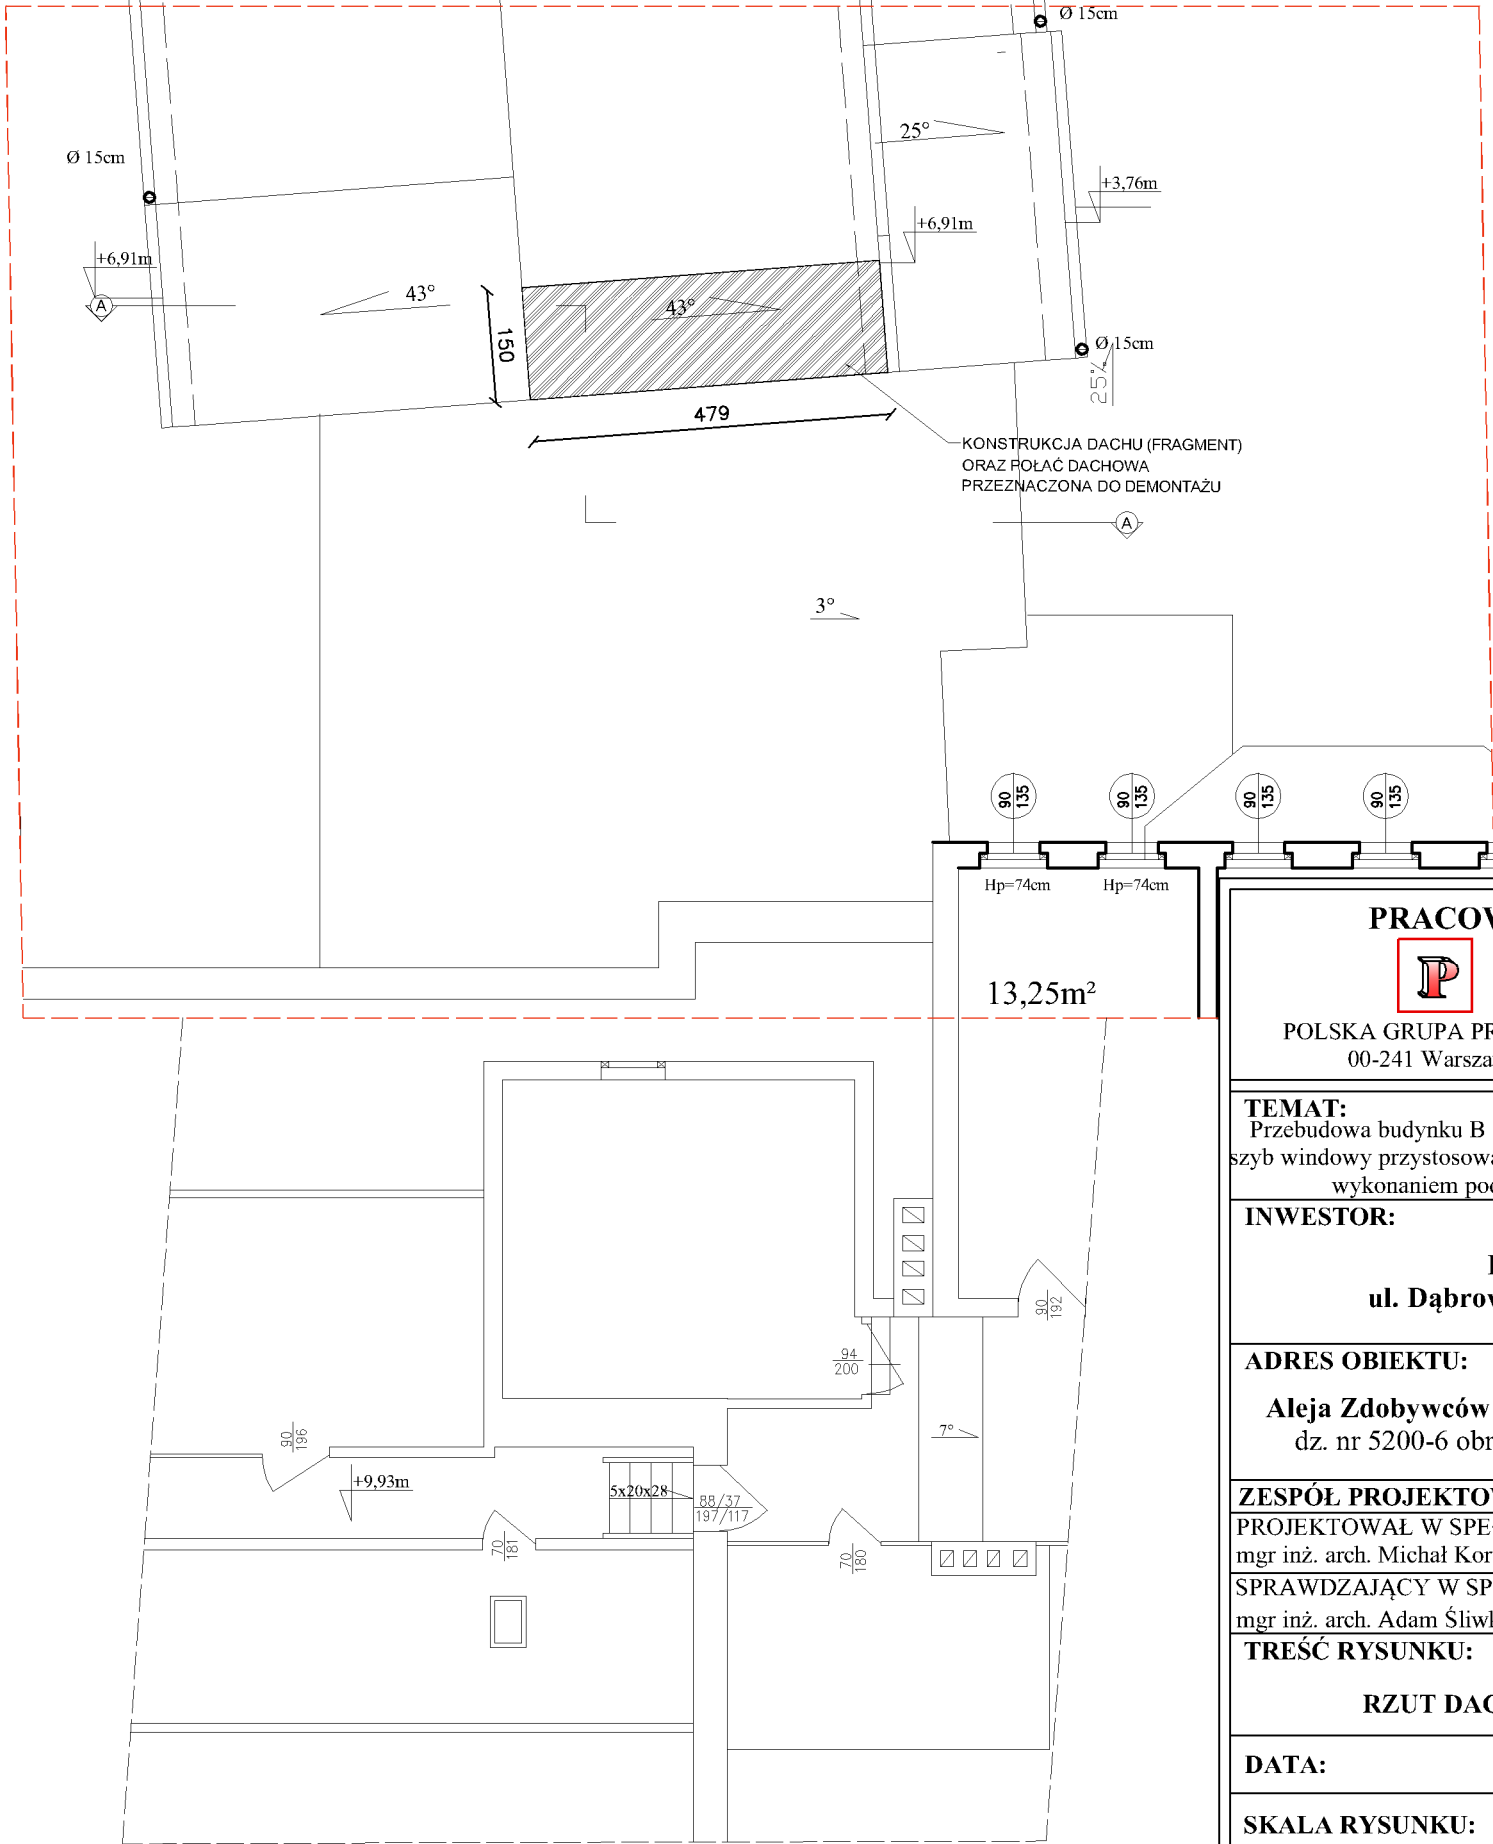 Ø 15cm
Ø 15cm
25°
+3,76m
+6,91m
+6,91m
A
43°
43°
150
Ø 15cm
25%
479
KONSTRUKCJA DACHU (FRAGMENT)
ORAZ POŁAĆ DACHOWA
PRZEZNACZONA DO DEMONTAŻU
A
3°
90
135
90
135
90
135
90
135
Hp=74cm
Hp=74cm
13,25m²
94
200
90
192
7°
90
196
+9,93m
5x20x28
88/37
197/117
70
181
70
180
PRACOW
P
POLSKA GRUPA PR
00-241 Warsza
TEMAT:
Przebudowa budynku B
szyb windowy przystosowa
wykonaniem pod
INWESTOR:
ul. Dąbrow
ADRES OBIEKTU:
Aleja Zdobywców
dz. nr 5200-6 obr
ZESPÓŁ PROJEKTOW
PROJEKTOWAŁ W SPE
mgr inż. arch. Michał Kor
SPRAWDZAJĄCY W SP
mgr inż. arch. Adam Śliwk
TREŚĆ RYSUNKU:
RZUT DAC
DATA:
SKALA RYSUNKU: